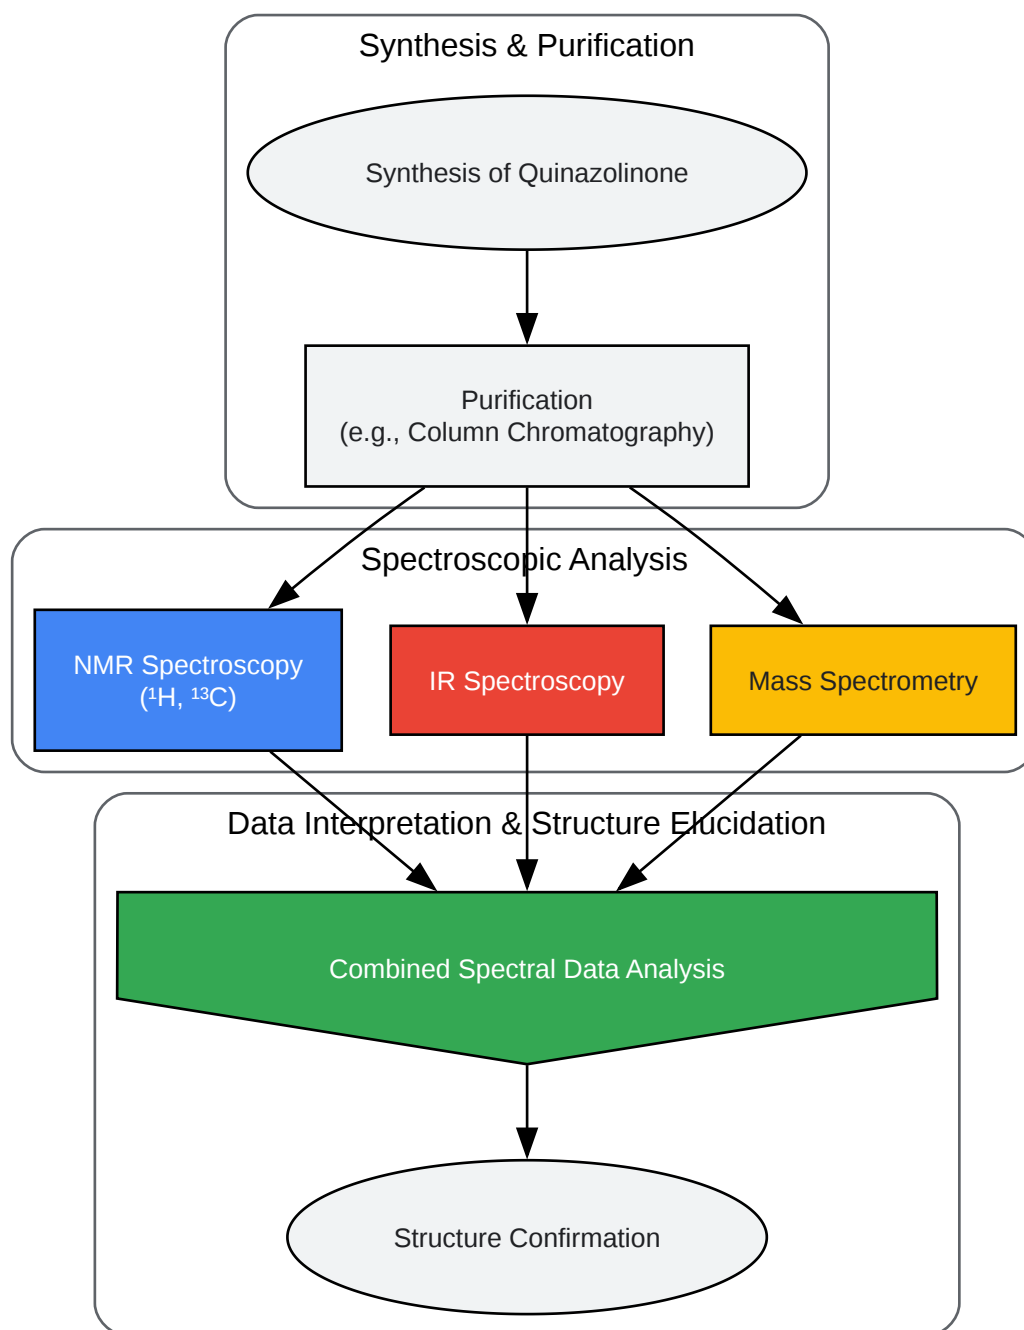 Synthesis & Purification
Synthesis of Quinazolinone
Purification
(e.g., Column Chromatography)
Spectroscopic Analysis
NMR Spectroscopy
(¹H, ¹³C)
IR Spectroscopy
Mass Spectrometry
Data Interpretation & Structure Elucidation
Combined Spectral Data Analysis
Structure Confirmation